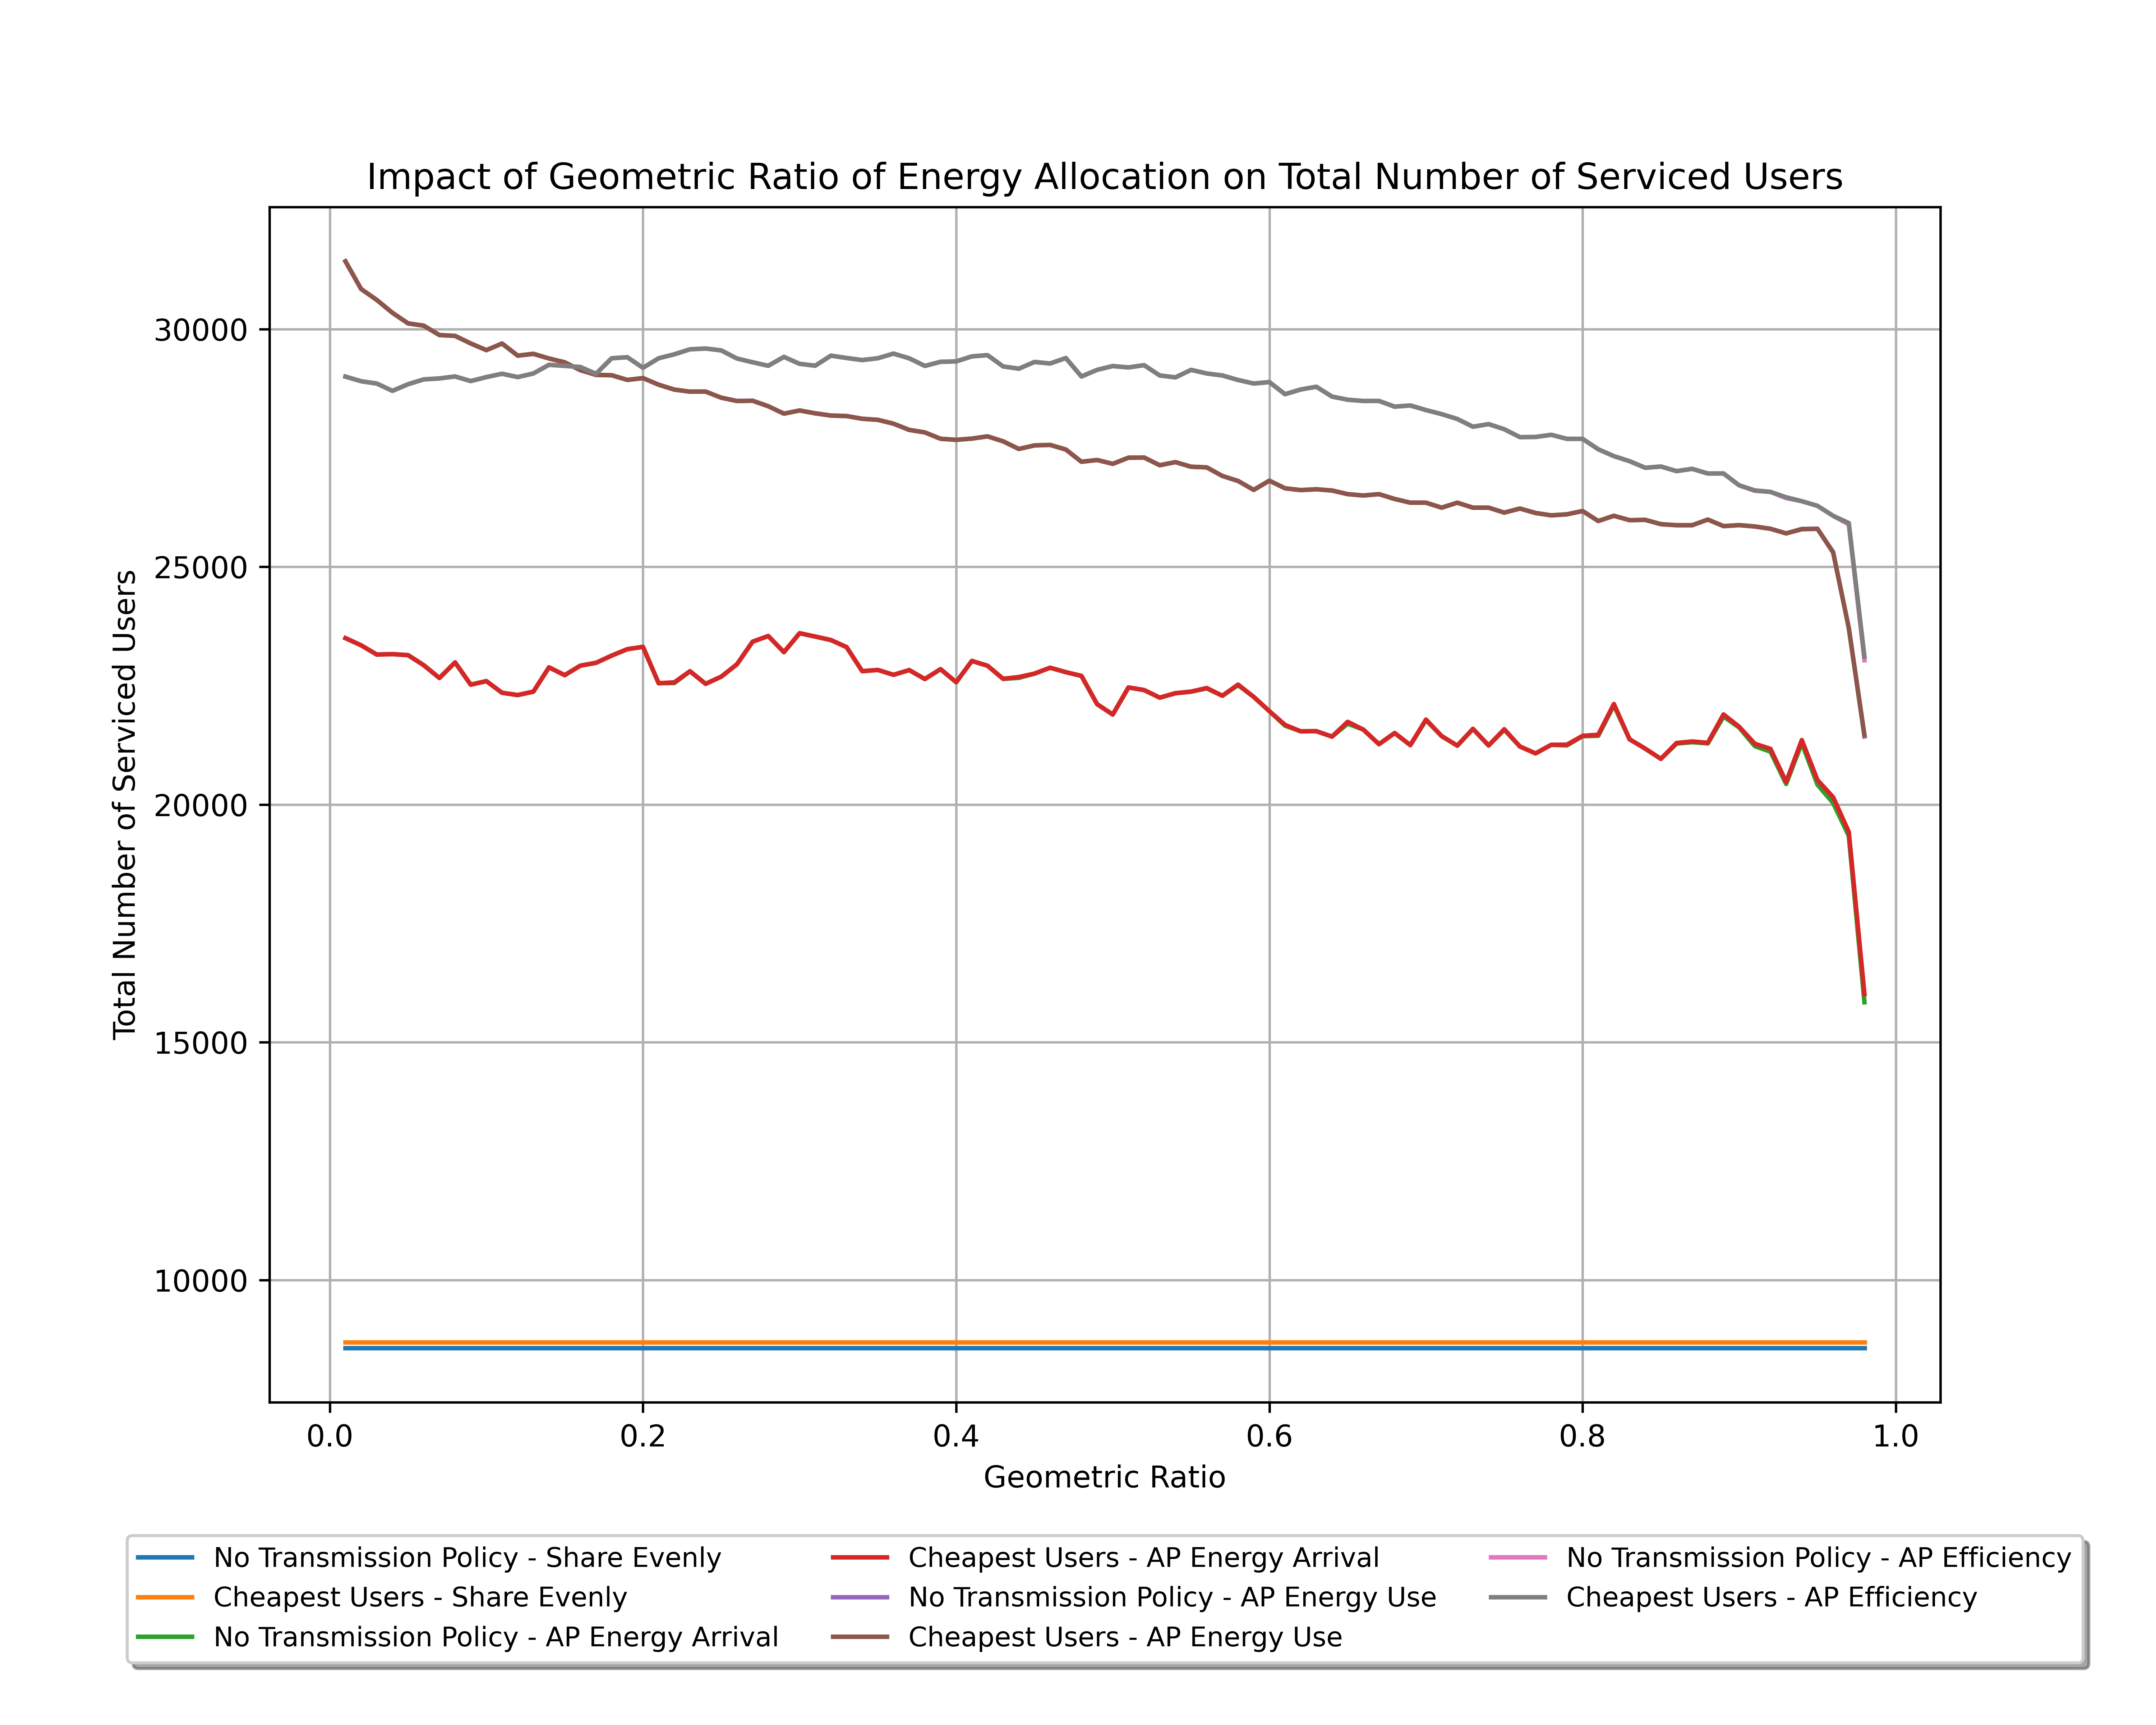 Impact of Geometric Ratio of Energy Allocation on Total Number of Serviced Users
Total Number of Serviced Users
30000
25000
20000
15000
10000
0.0
0.2
0.4
0.6
0.8
1.0
Geometric Ratio
No Transmission Policy - Share Evenly
Cheapest Users - Share Evenly
No Transmission Policy - AP Energy Arrival
Cheapest Users - AP Energy Arrival
No Transmission Policy - AP Energy Use
Cheapest Users - AP Energy Use
No Transmission Policy - AP Efficiency
Cheapest Users - AP Efficiency